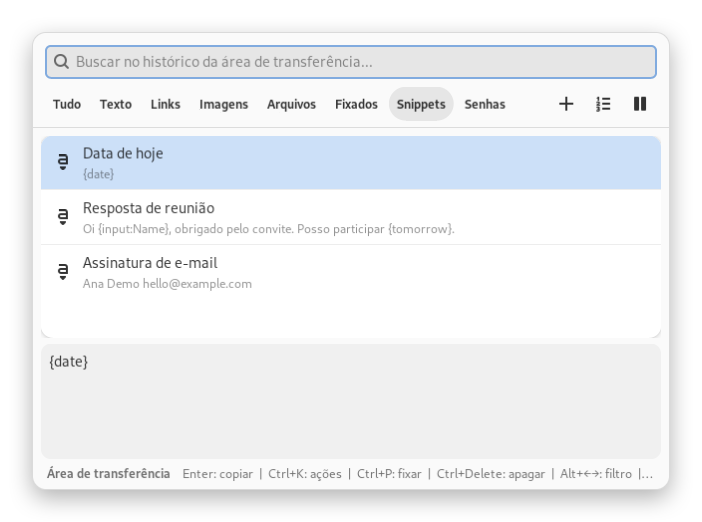 Buscar no histórico da área de transferência...
Tudo Texto Links Imagens Arquivos Fixados Snippets Senhas
Data de hoje
{date}
Resposta de reunião
Oi {input:Name}, obrigado pelo convite. Posso participar {tomorrow}.
Assinatura de e-mail
Ana Demo hello@example.com
{date}
Área de transferência Enter: copiar | Ctrl+K: ações | Ctrl+P: fixar | Ctrl+Delete: apagar | Alt+←→: filtro |...